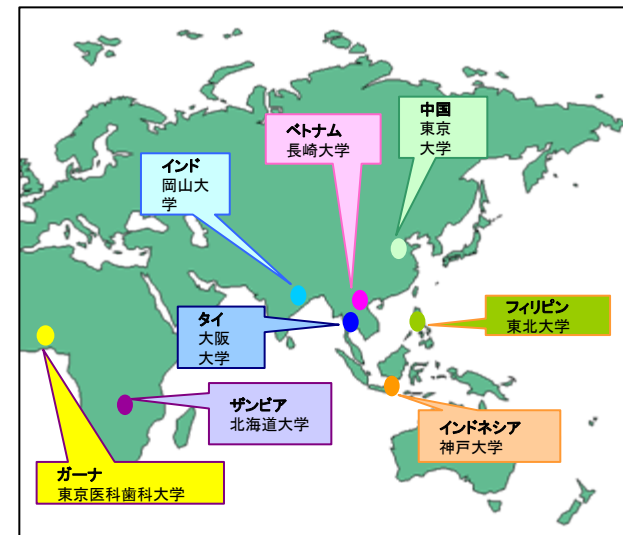 中国
東京
大学
ベトナム
長崎大学
インド
岡山大
学
タイ
大阪
大学
フィリピン
東北大学
ザンビア
北海道大学
インドネシア
神戸大学
ガーナ
東京医科歯科大学